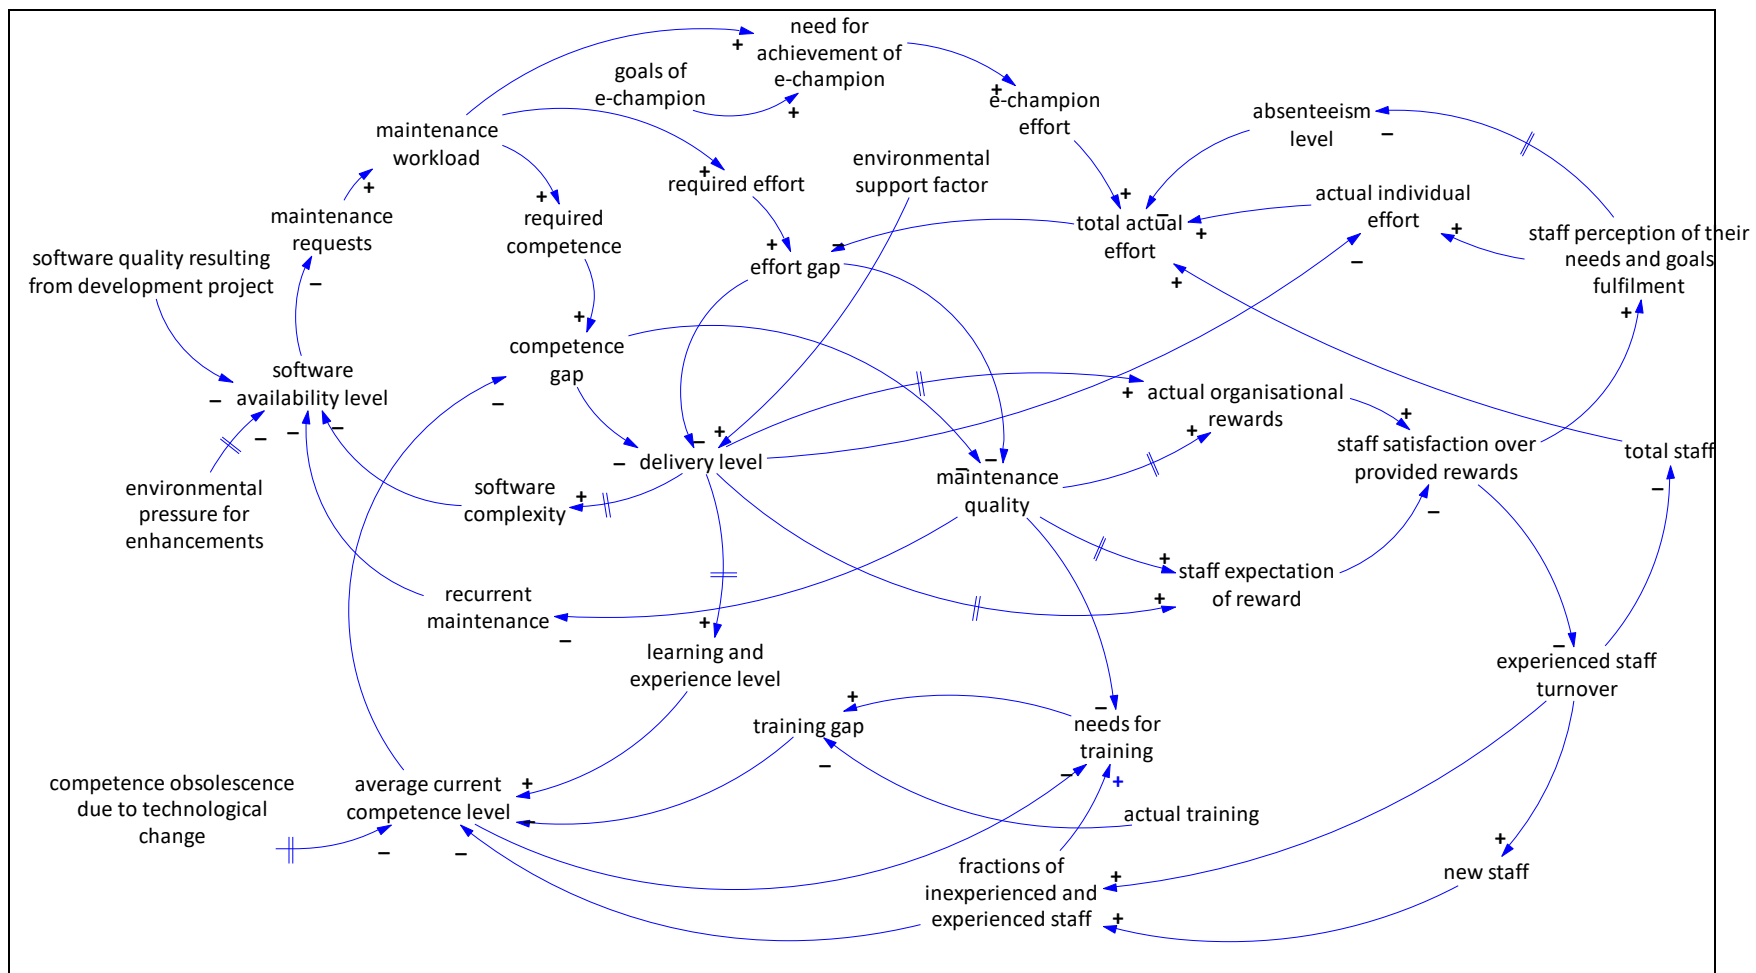 need for
achievement of
e-champion
goals of
e-champion
e-champion
effort
absenteeism
level
maintenance
workload
environmental
support factor
required effort
actual individual
effort
maintenance
requests
required
competence
total actual
effort
staff perception of their
needs and goals
fulfilment
software quality resulting
from development project
effort gap
competence
gap
software
availability level
actual organisational
rewards
staff satisfaction over
provided rewards
total staff
delivery level
maintenance
quality
environmental
pressure for
enhancements
software
complexity
staff expectation
of reward
recurrent
maintenance
learning and
experience level
experienced staff
turnover
training gap
needs for
training
competence obsolescence
due to technological
change
average current
competence level
actual training
fractions of
inexperienced and
experienced staff
new staff